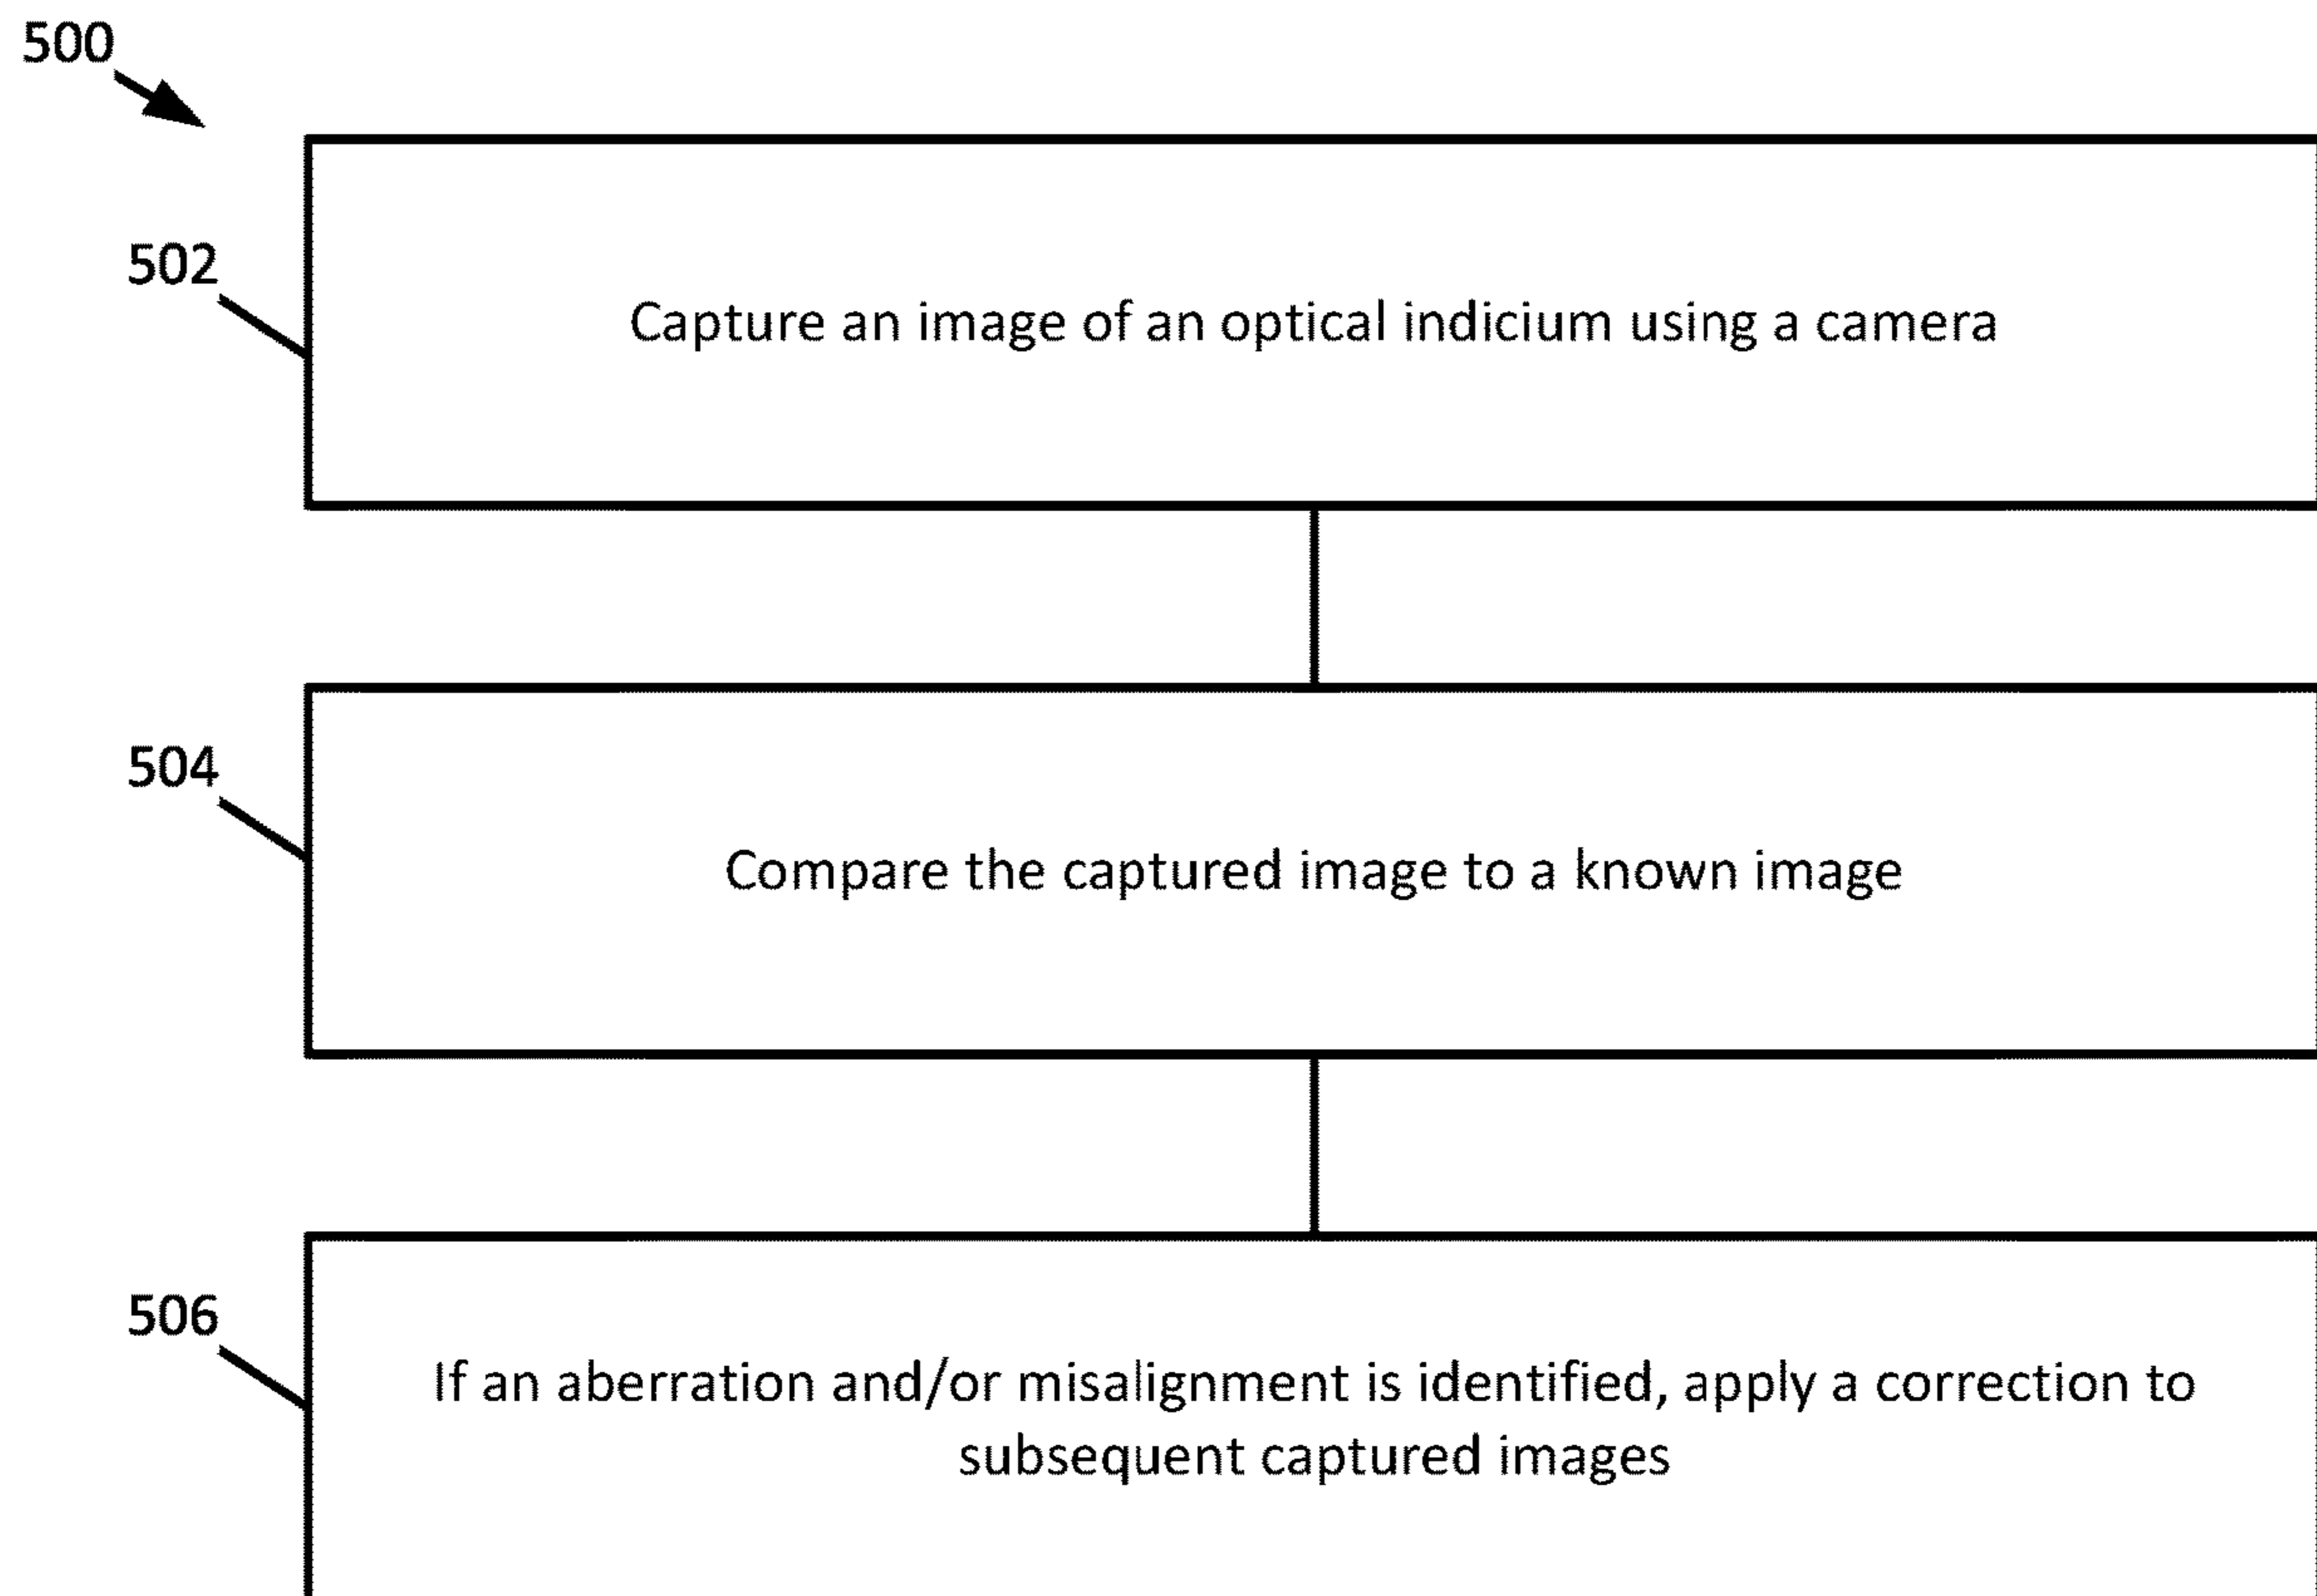 500
502
Capture an image of an optical indicium using a camera
504
Compare the captured image to a known image
506
If an aberration and/or misalignment is identified, apply a correction to
subsequent captured images